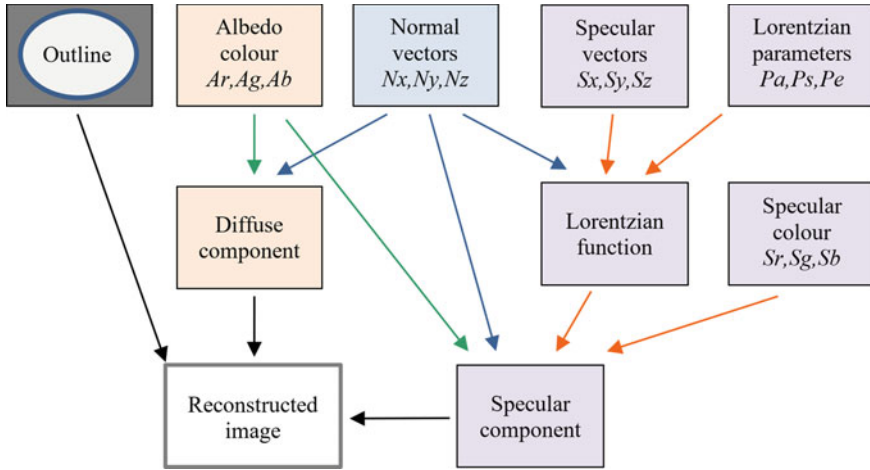 Outline
Albedo
colour
Ar,Ag,Ab
Normal
vectors
Nx,Ny,Nz
Specular
vectors
Sx,Sy,Sz
Lorentzian
parameters
Pa,Ps,Pe
Diffuse
component
Lorentzian
function
Specular
colour
Sr,Sg,Sb
Reconstructed
image
Specular
component